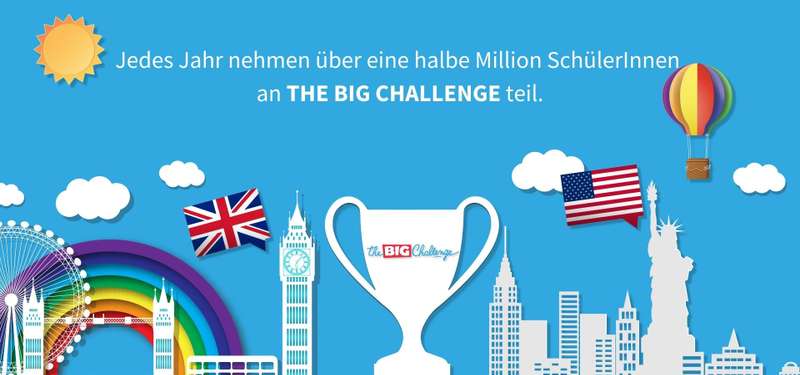 Jedes Jahr nehmen über eine halbe Million SchülerInnen
an THE BIG CHALLENGE teil.
the BIG Challenge